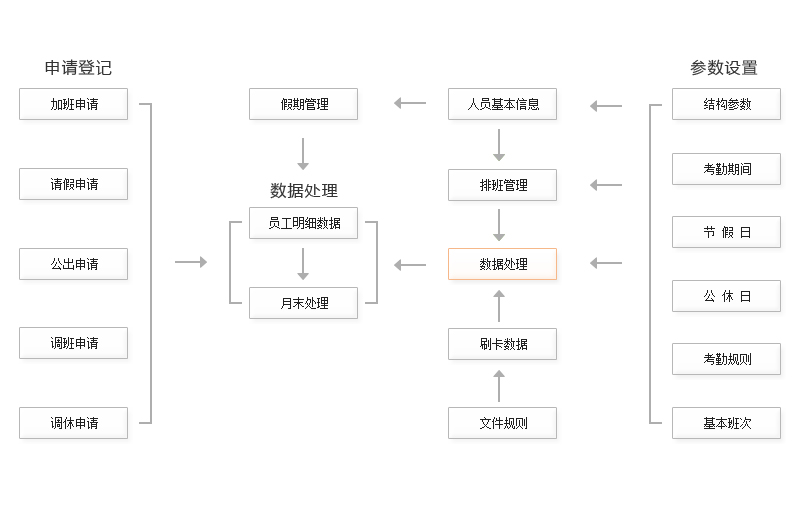 申请登记
加班申请
请假申请
公出申请
调班申请
调休申请
假期管理
数据处理
员工明细数据
月末处理
人员基本信息
排班管理
数据处理
刷卡数据
文件规则
参数设置
结构参数
考勤期间
节 假 日
公 休 日
考勤规则
基本班次